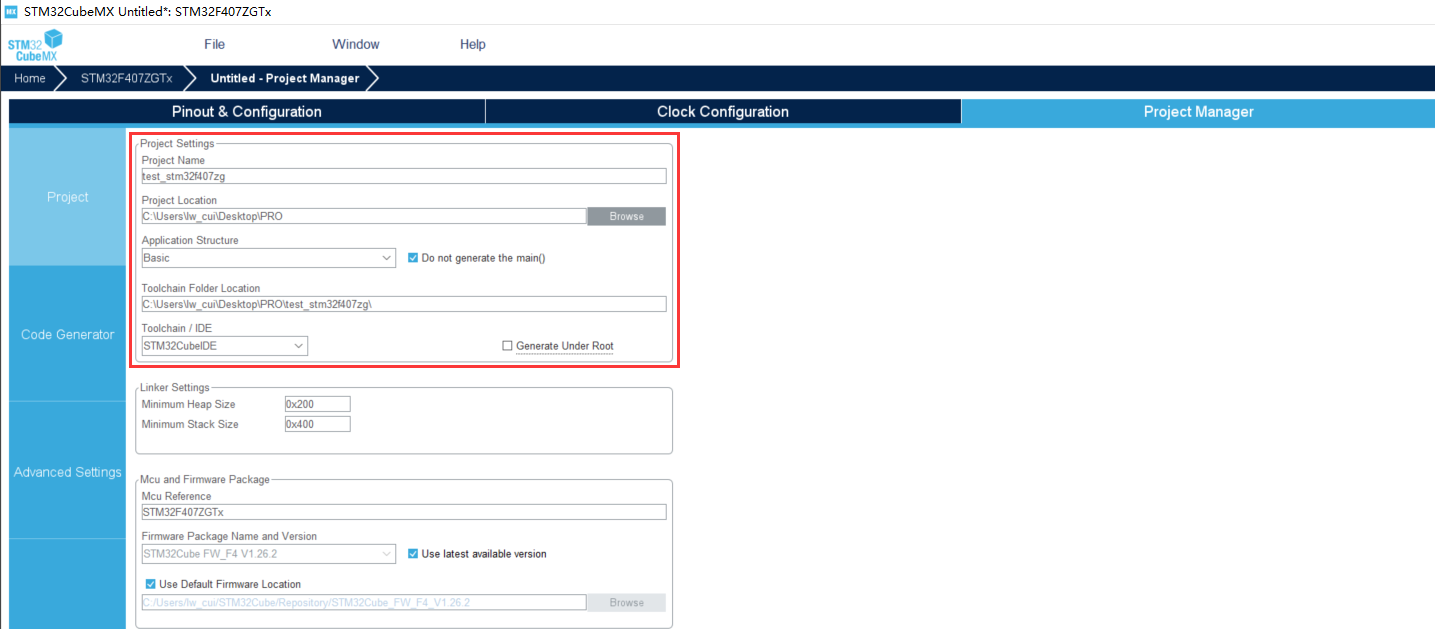 MX STM32CubeMX Untitled*: STM32F407ZGTx
STM32 CubeMX
File Window Help
Home STM32F407ZGTx Untitled - Project Manager
Pinout & Configuration Clock Configuration Project Manager
Project
Code Generator
Advanced Settings
Project Settings
Project Name
test_stm32f407zg
Project Location
C:\Users\lw_cui\Desktop\PRO Browse
Application Structure
Basic Do not generate the main()
Toolchain Folder Location
C:\Users\lw_cui\Desktop\PRO\test_stm32f407zg\
Toolchain / IDE
STM32CubeIDE Generate Under Root
Linker Settings
Minimum Heap Size 0x200
Minimum Stack Size 0x400
Mcu and Firmware Package
Mcu Reference
STM32F407ZGTx
Firmware Package Name and Version
STM32Cube FW_F4 V1.26.2 Use latest available version
Use Default Firmware Location
C:/Users/lw_cui/STM32Cube/Repository/STM32Cube_FW_F4_V1.26.2 Browse